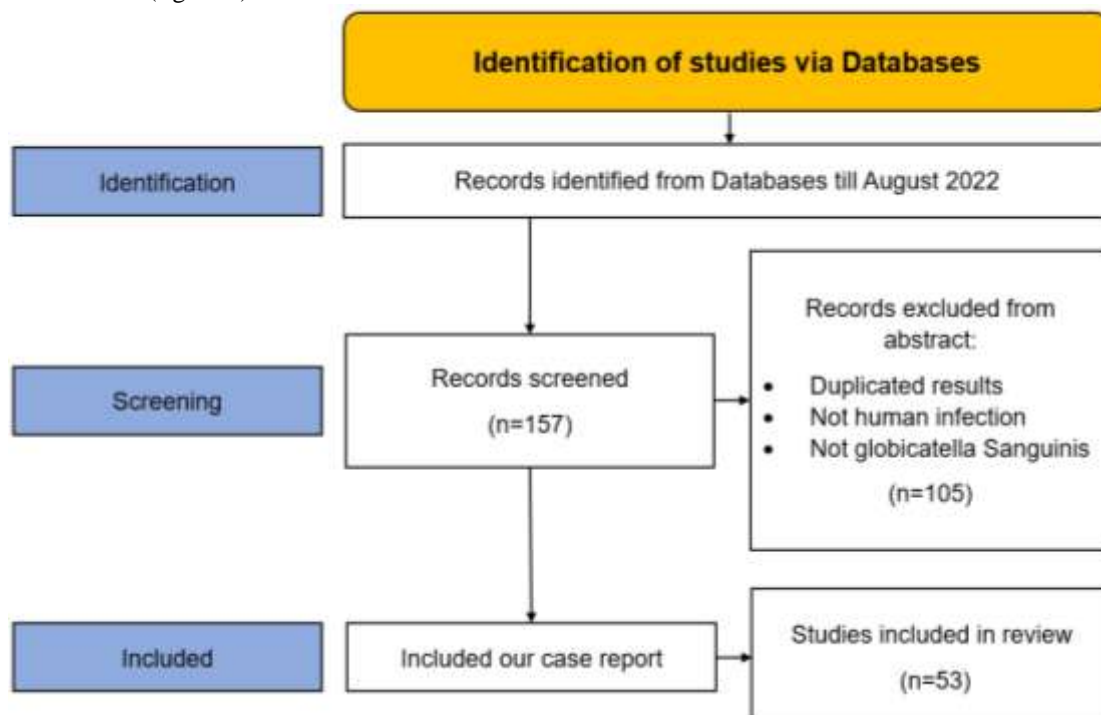 Identification of studies via Databases
Identification
Records identified from Databases till August 2022
Screening
Records screened
(n=157)
Records excluded from
abstract:
• Duplicated results
• Not human infection
• Not globicatella Sanguinis
(n=105)
Included
Included our case report
Studies included in review
(n=53)